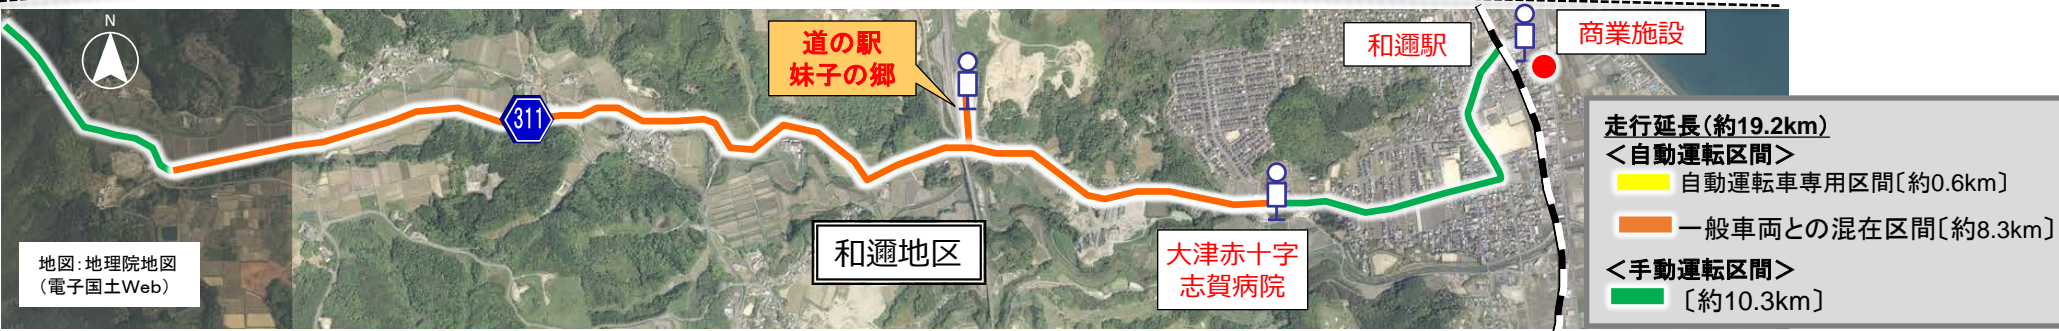 N
311
道の駅
妹子の郷
和邇駅
商業施設
和邇地区
大津赤十字
志賀病院
地図:地理院地図
(電子国土Web)
走行延長(約19.2km)
<自動運転区間>
自動運転車専用区間〔約0.6km〕
一般車両との混在区間〔約8.3km〕
<手動運転区間>
〔約10.3km〕